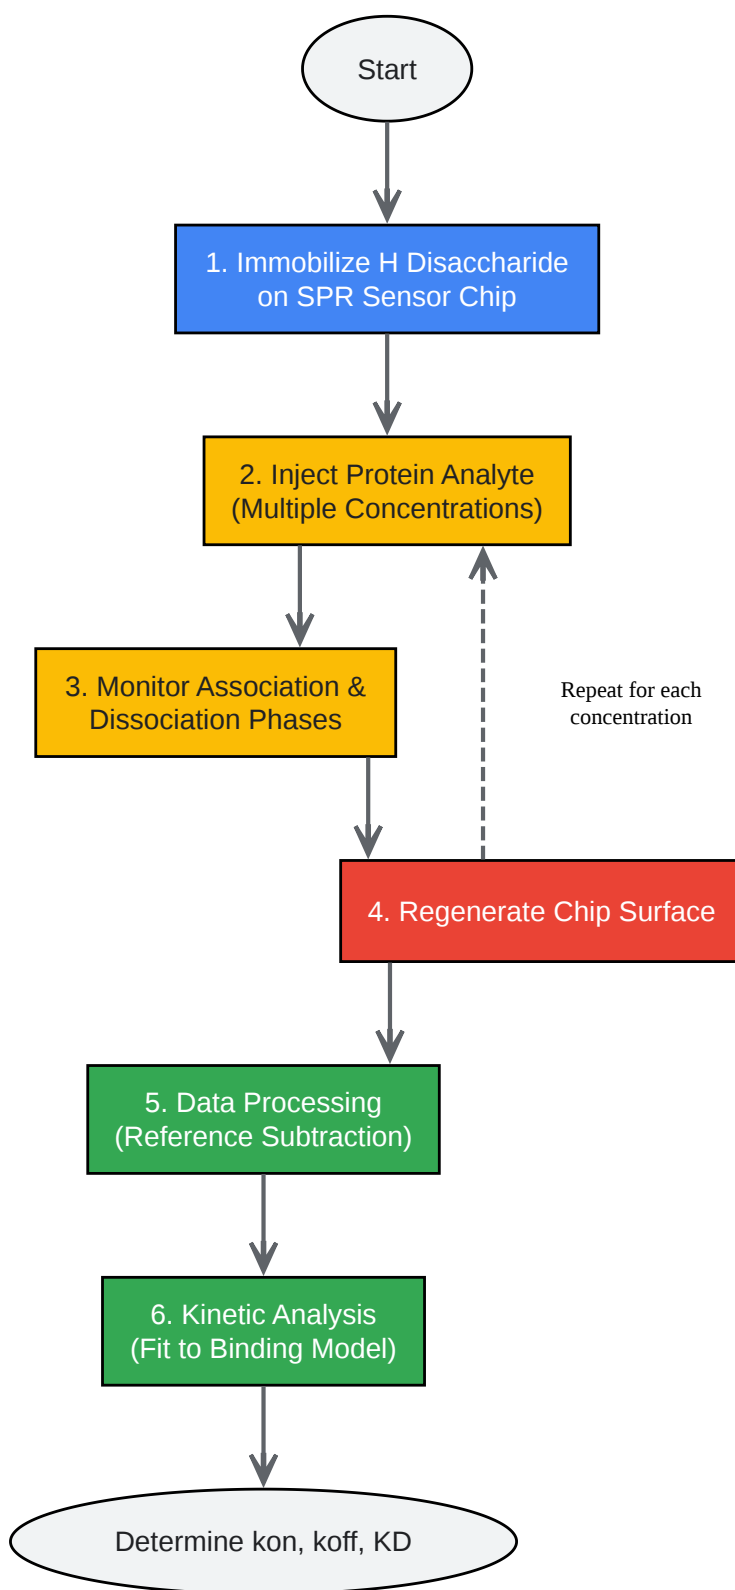 Start
1. Immobilize H Disaccharide
on SPR Sensor Chip
2. Inject Protein Analyte
(Multiple Concentrations)
3. Monitor Association &
Dissociation Phases
Repeat for each
concentration
4. Regenerate Chip Surface
5. Data Processing
(Reference Subtraction)
6. Kinetic Analysis
(Fit to Binding Model)
Determine kon, koff, KD